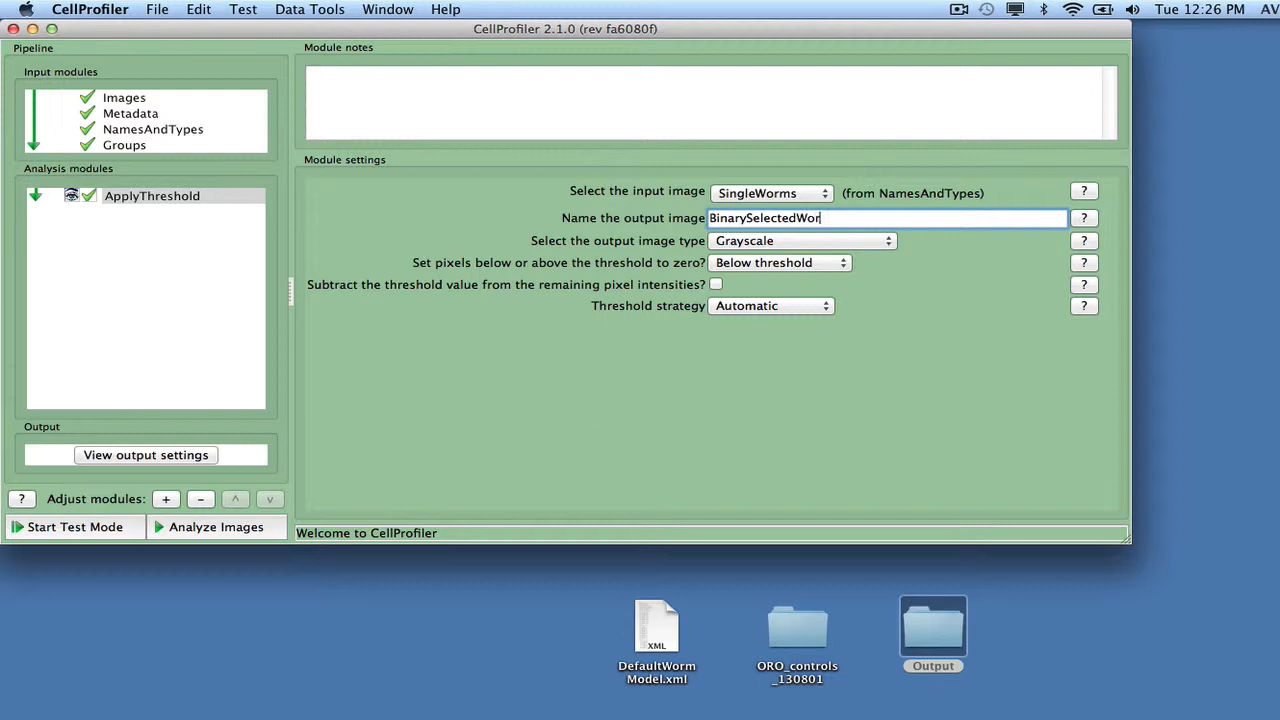 CellProfiler File Edit Test Data Tools Window Help Tue 12:26 PM AV
CellProfiler 2.1.0 (rev fa6080f)
Pipeline
Input modules
Images
Metadata
NamesAndTypes
Groups
Analysis modules
ApplyThreshold
Output
View output settings
? Adjust modules: + - ^ v
Start Test Mode Analyze Images
Module notes
Module settings
Select the input image SingleWorms (from NamesAndTypes) ?
Name the output image BinarySelectedWor ?
Select the output image type Grayscale ?
Set pixels below or above the threshold to zero? Below threshold ?
Subtract the threshold value from the remaining pixel intensities? ?
Threshold strategy Automatic ?
Welcome to CellProfiler
XML
DefaultWorm
Model.xml
ORO_controls
_130801
Output